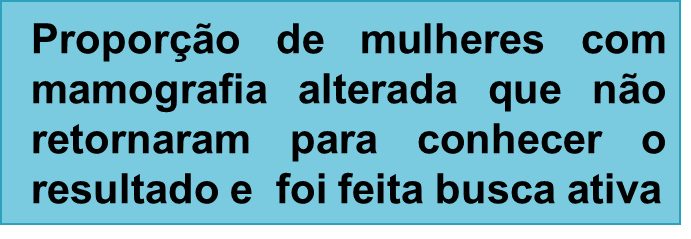 Proporção de mulheres com
mamografia alterada que não
retornaram para conhecer o
resultado e foi feita busca ativa